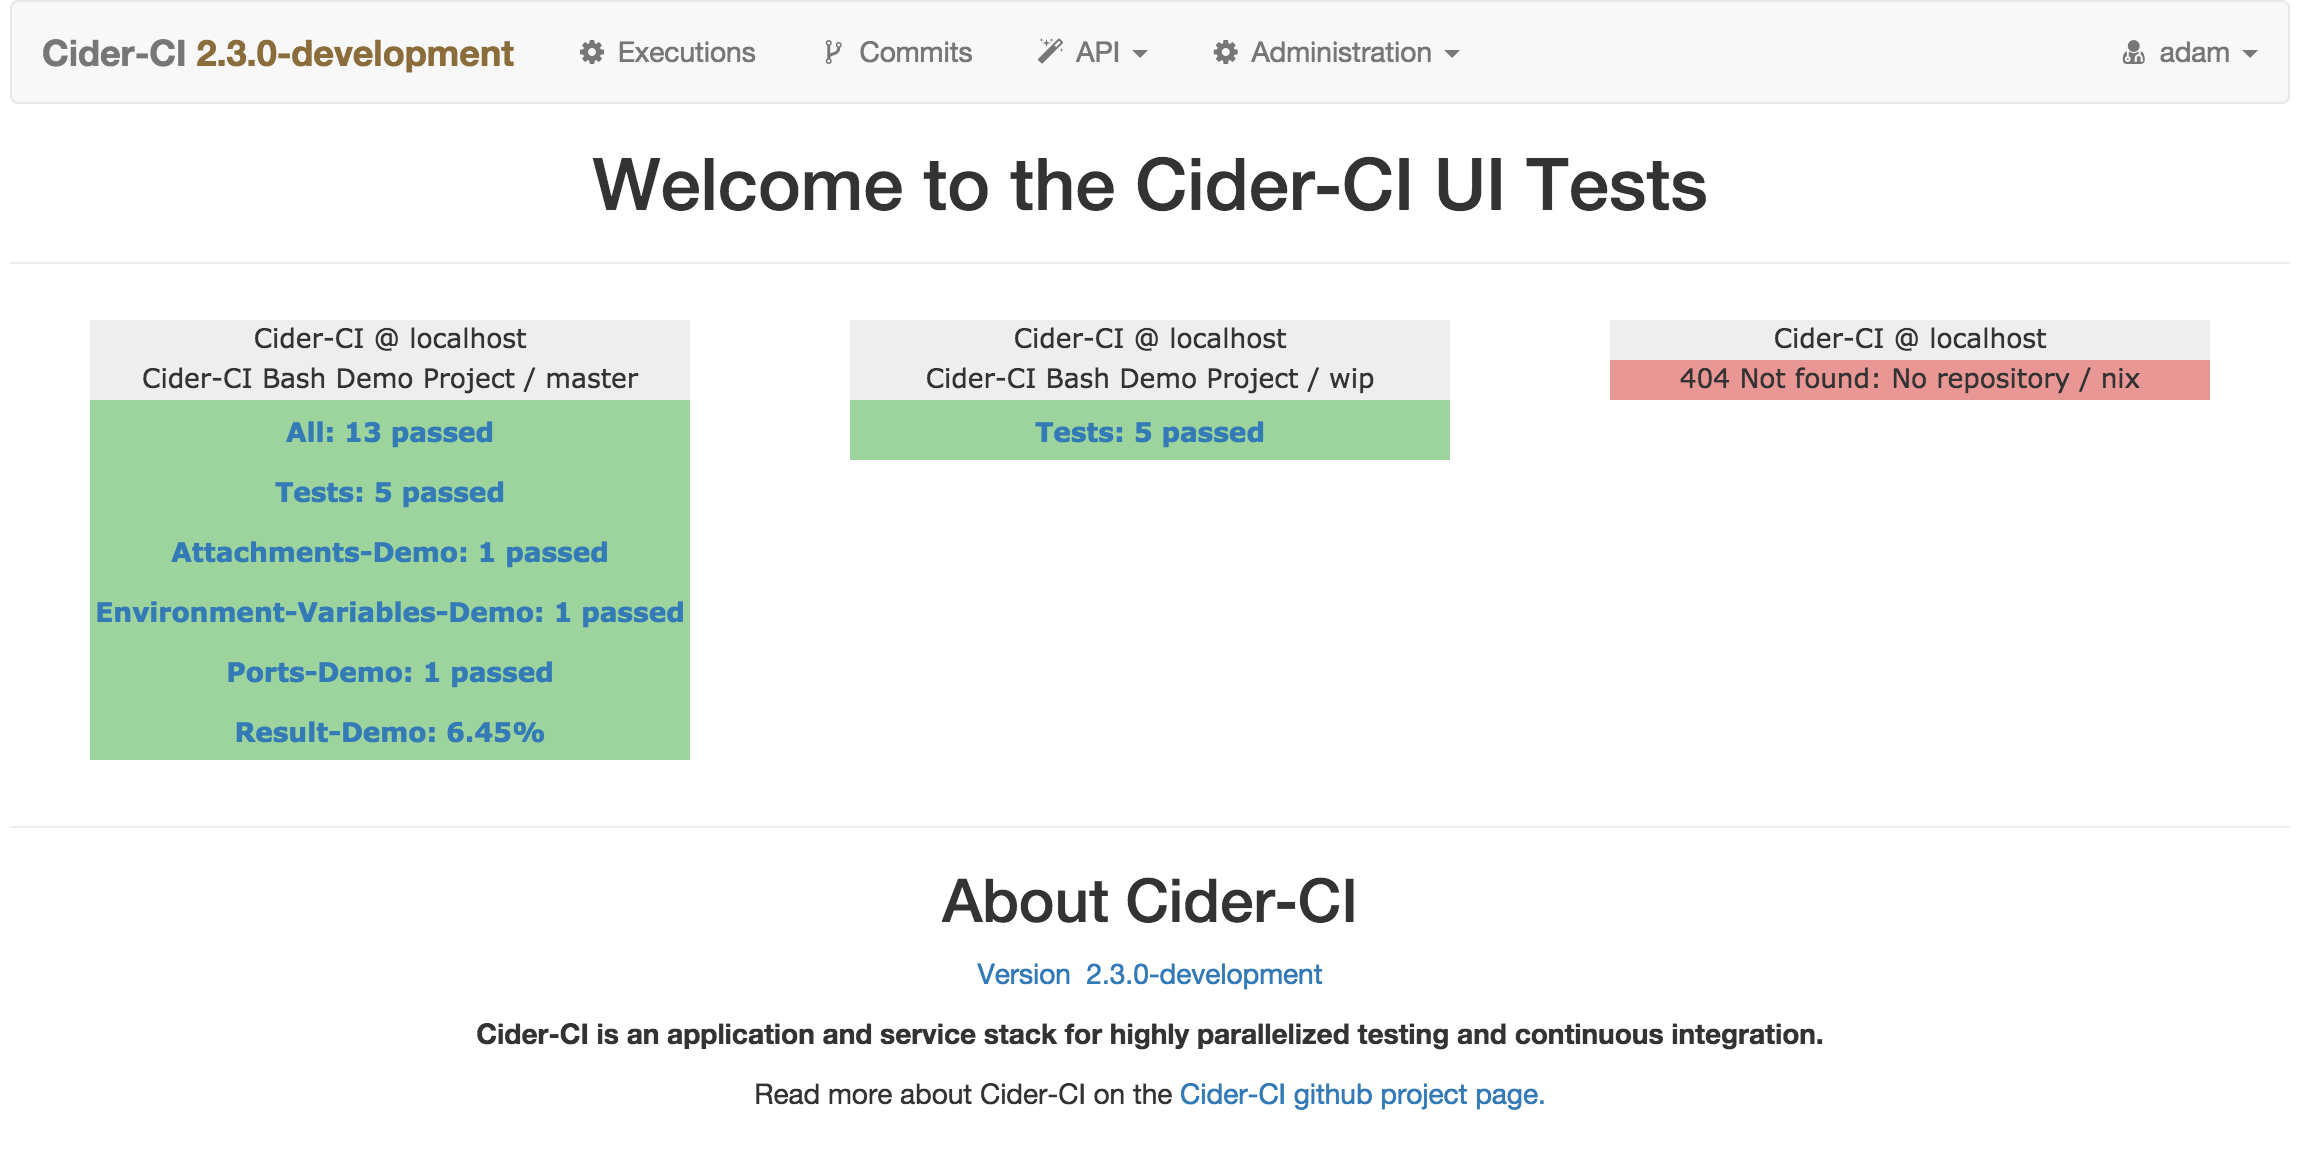 Cider-CI 2.3.0-development Executions Commits API Administration adam
Welcome to the Cider-CI UI Tests
Cider-CI @ localhost
Cider-CI Bash Demo Project / master
All: 13 passed
Tests: 5 passed
Attachments-Demo: 1 passed
Environment-Variables-Demo: 1 passed
Ports-Demo: 1 passed
Result-Demo: 6.45%
Cider-CI @ localhost
Cider-CI Bash Demo Project / wip
Tests: 5 passed
Cider-CI @ localhost
404 Not found: No repository / nix
About Cider-CI
Version 2.3.0-development
Cider-CI is an application and service stack for highly parallelized testing and continuous integration.
Read more about Cider-CI on the Cider-CI github project page.